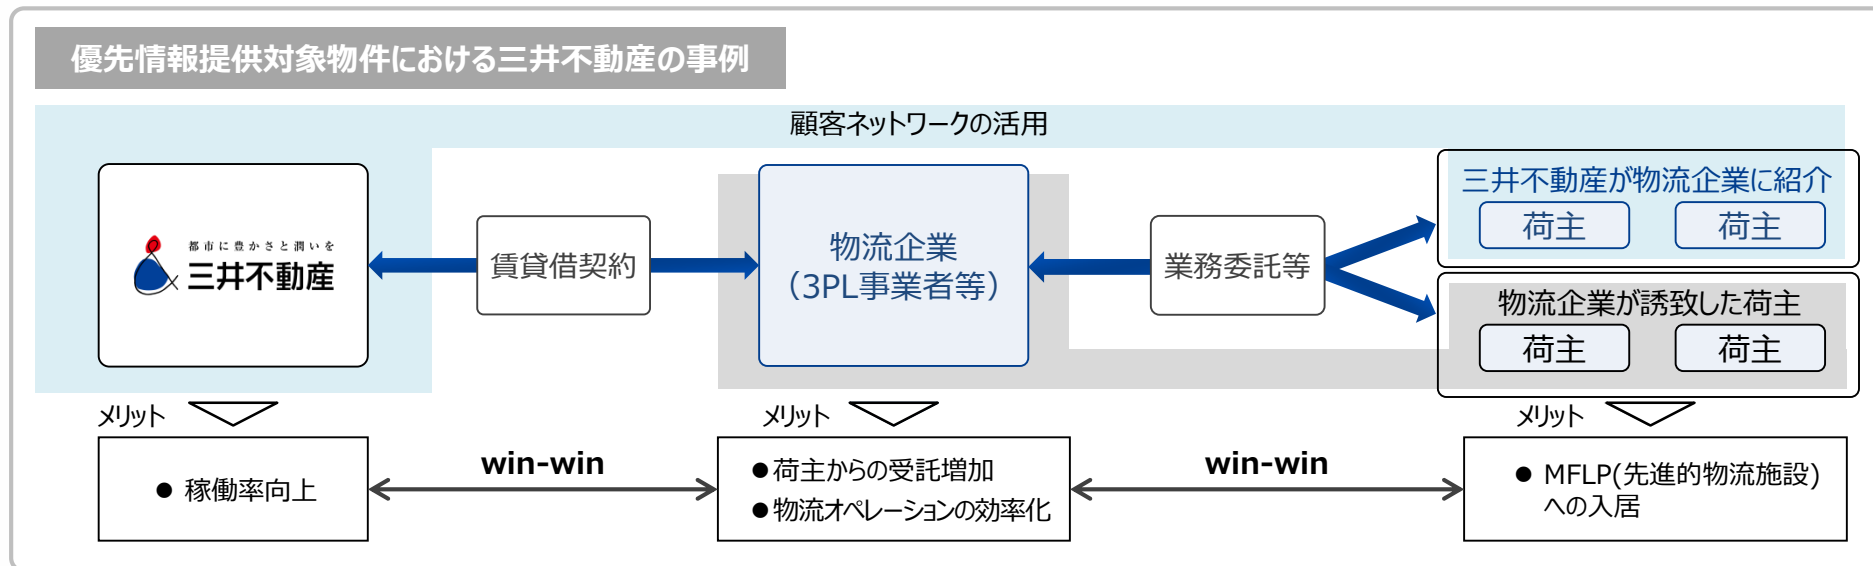 優先情報提供対象物件における三井不動産の事例
顧客ネットワークの活用
都市に豊かさと潤いを
三井不動産
賃貸借契約
物流企業
（3PL事業者等）
業務委託等
三井不動産が物流企業に紹介
荷主 荷主
物流企業が誘致した荷主
荷主 荷主
メリット
● 稼働率向上
win-win
メリット
●荷主からの受託増加
●物流オペレーションの効率化
win-win
メリット
● MFLP(先進的物流施設)
への入居